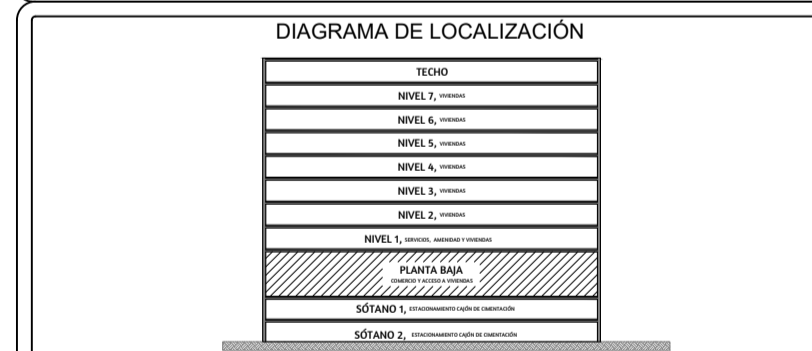 DIAGRAMA DE LOCALIZACIÓN
TECHO
NIVEL 7, VIVIENDAS
NIVEL 6, VIVIENDAS
NIVEL 5, VIVIENDAS
NIVEL 4, VIVIENDAS
NIVEL 3, VIVIENDAS
NIVEL 2, VIVIENDAS
NIVEL 1, SERVICIOS, AMENIDAD Y VIVIENDAS
PLANTA BAJA
COMERCIO Y ACCESO A VIVIENDAS
SÓTANO 1, ESTACIONAMIENTO CAJÓN DE CIMENTACIÓN
SÓTANO 2, ESTACIONAMIENTO CAJÓN DE CIMENTACIÓN